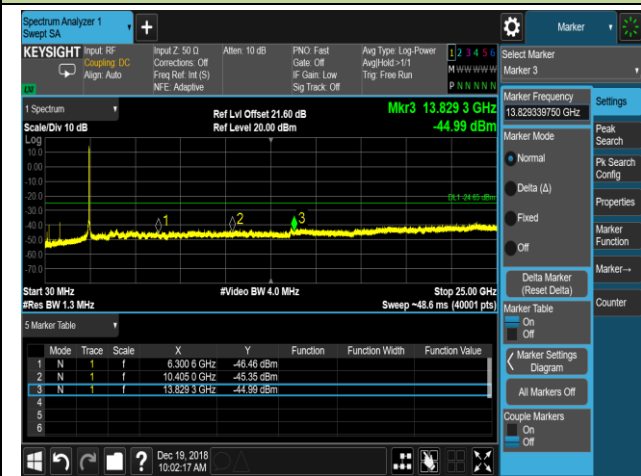 Spectrum Analyzer 1
Swept SA
Marker
KEYSIGHT
Input: RF
Coupling: DC
Align: Auto
Input Z: 50 Ω
Corrections: Off
Freq Ref: Int (S)
NFE: Adaptive
Atten: 10 dB
PNO: Fast
Gate: Off
IF Gain: Low
Sig Track: Off
Avg Type: Log-Power
Avg|Hold:>1/1
Trig: Free Run
1 2 3 4 5 6
M W W W W W
P N N N N N
Select Marker
Marker 3
1 Spectrum
Scale/Div 10 dB
Ref Lvl Offset 21.60 dB
Ref Level 20.00 dBm
Mkr3 13.829 3 GHz
-44.99 dBm
Log
10.0
0.00
-10.0
-20.0
-30.0
-40.0
-50.0
-60.0
-70.0
DL1 -24.65 dBm
1
2
3
Start 30 MHz
#Res BW 1.3 MHz
#Video BW 4.0 MHz
Stop 25.00 GHz
Sweep ~48.6 ms (40001 pts)
5 Marker Table
Mode Trace Scale X Y Function Function Width Function Value
1 N 1 f 6.300 6 GHz -46.46 dBm
2 N 1 f 10.405 0 GHz -45.35 dBm
3 N 1 f 13.829 3 GHz -44.99 dBm
4
5
6
Marker Frequency
13.829339750 GHz
Marker Mode
Normal
Delta (Δ)
Fixed
Off
Delta Marker
(Reset Delta)
Marker Table
On
Off
Marker Settings
Diagram
All Markers Off
Couple Markers
On
Off
Settings
Peak
Search
Pk Search
Config
Properties
Marker
Function
Marker→
Counter
Dec 19, 2018
10:02:17 AM